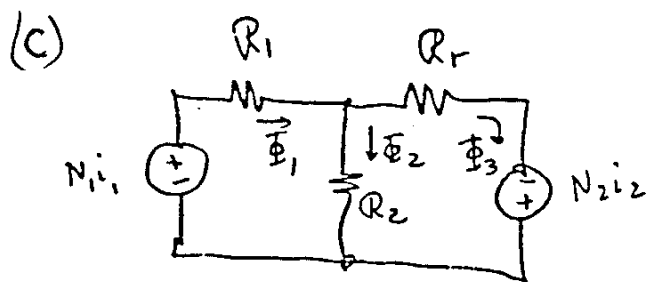 (C)
R₁ Rᵣ
Φ₁ Φ₂ Φ₃
+
-
N₁i₁
-
+
N₂i₂
R₂